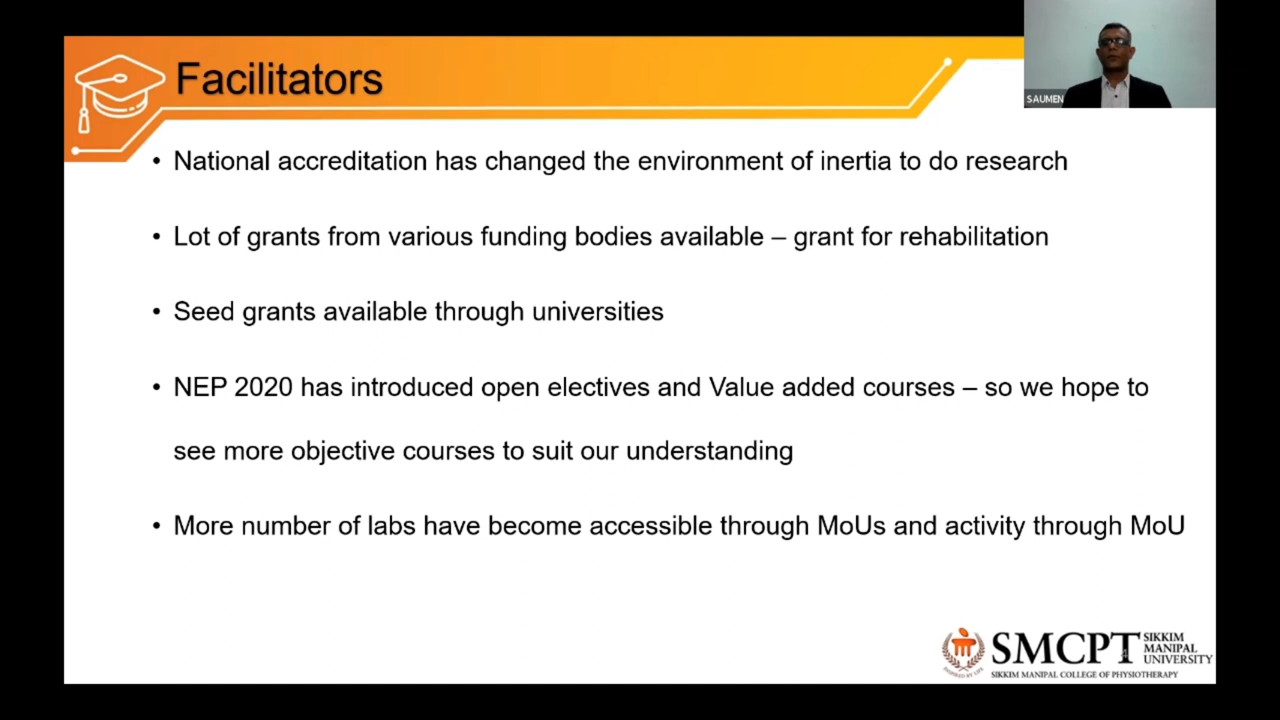 Facilitators
SAUMEN
• National accreditation has changed the environment of inertia to do research
• Lot of grants from various funding bodies available – grant for rehabilitation
• Seed grants available through universities
• NEP 2020 has introduced open electives and Value added courses – so we hope to
see more objective courses to suit our understanding
• More number of labs have become accessible through MoUs and activity through MoU
SMCPT
SIKKIM
MANIPAL
UNIVERSITY
SIKKIM MANIPAL COLLEGE OF PHYSIOTHERAPY
INSPIRED BY LIFE